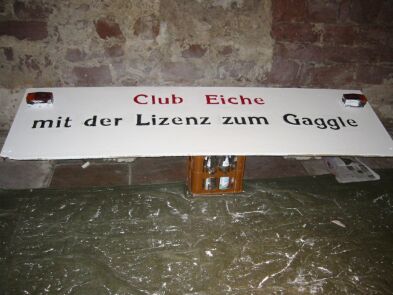 Club Eiche
mit der Lizenz zum Gaggle